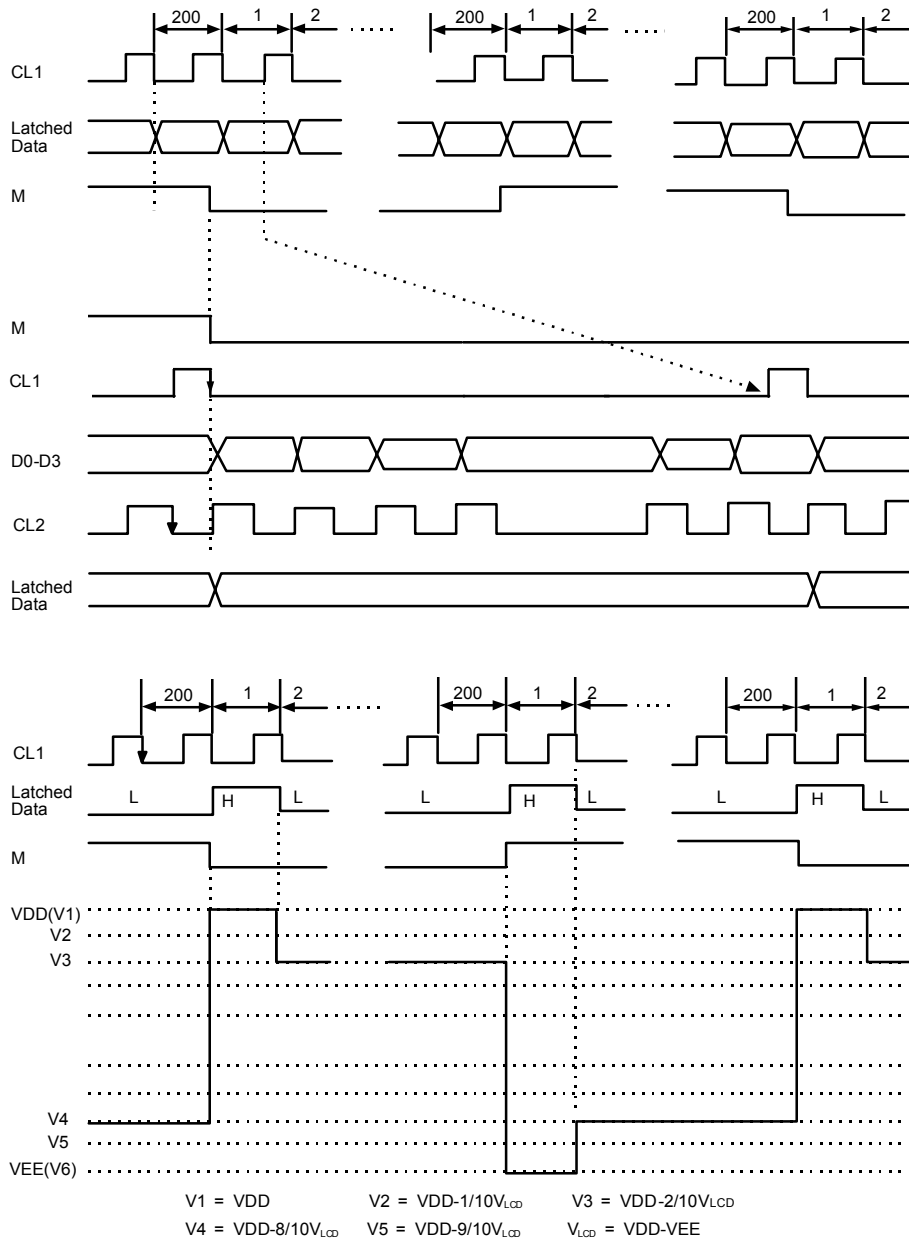 200 1 2 ····· 200 1 2 ····· 200 1 2
CL1
Latched
Data
M
M
CL1
D0-D3
CL2
Latched
Data
200 1 2 ····· 200 1 2 ····· 200 1 2
CL1
Latched
Data
L H L L H L L H L
M
VDD(V1)
V2
V3
V4
V5
VEE(V6)
V1 = VDD V2 = VDD-1/10VLCD V3 = VDD-2/10VLCD
V4 = VDD-8/10VLCD V5 = VDD-9/10VLCD VLCD = VDD-VEE